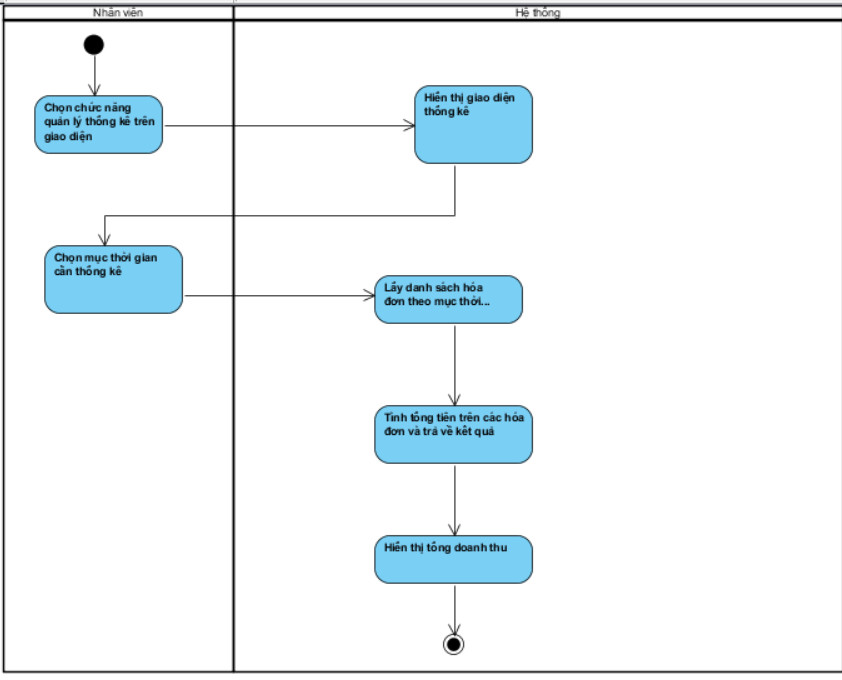 Nhân viên
Hệ thống
Chọn chức năng
quản lý thống kê trên
giao diện
Hiển thị giao diện
thống kê
Chọn mục thời gian
cần thống kê
Lấy danh sách hóa
đơn theo mục thời...
Tính tổng tiền trên các hóa
đơn và trả về kết quả
Hiển thị tổng doanh thu